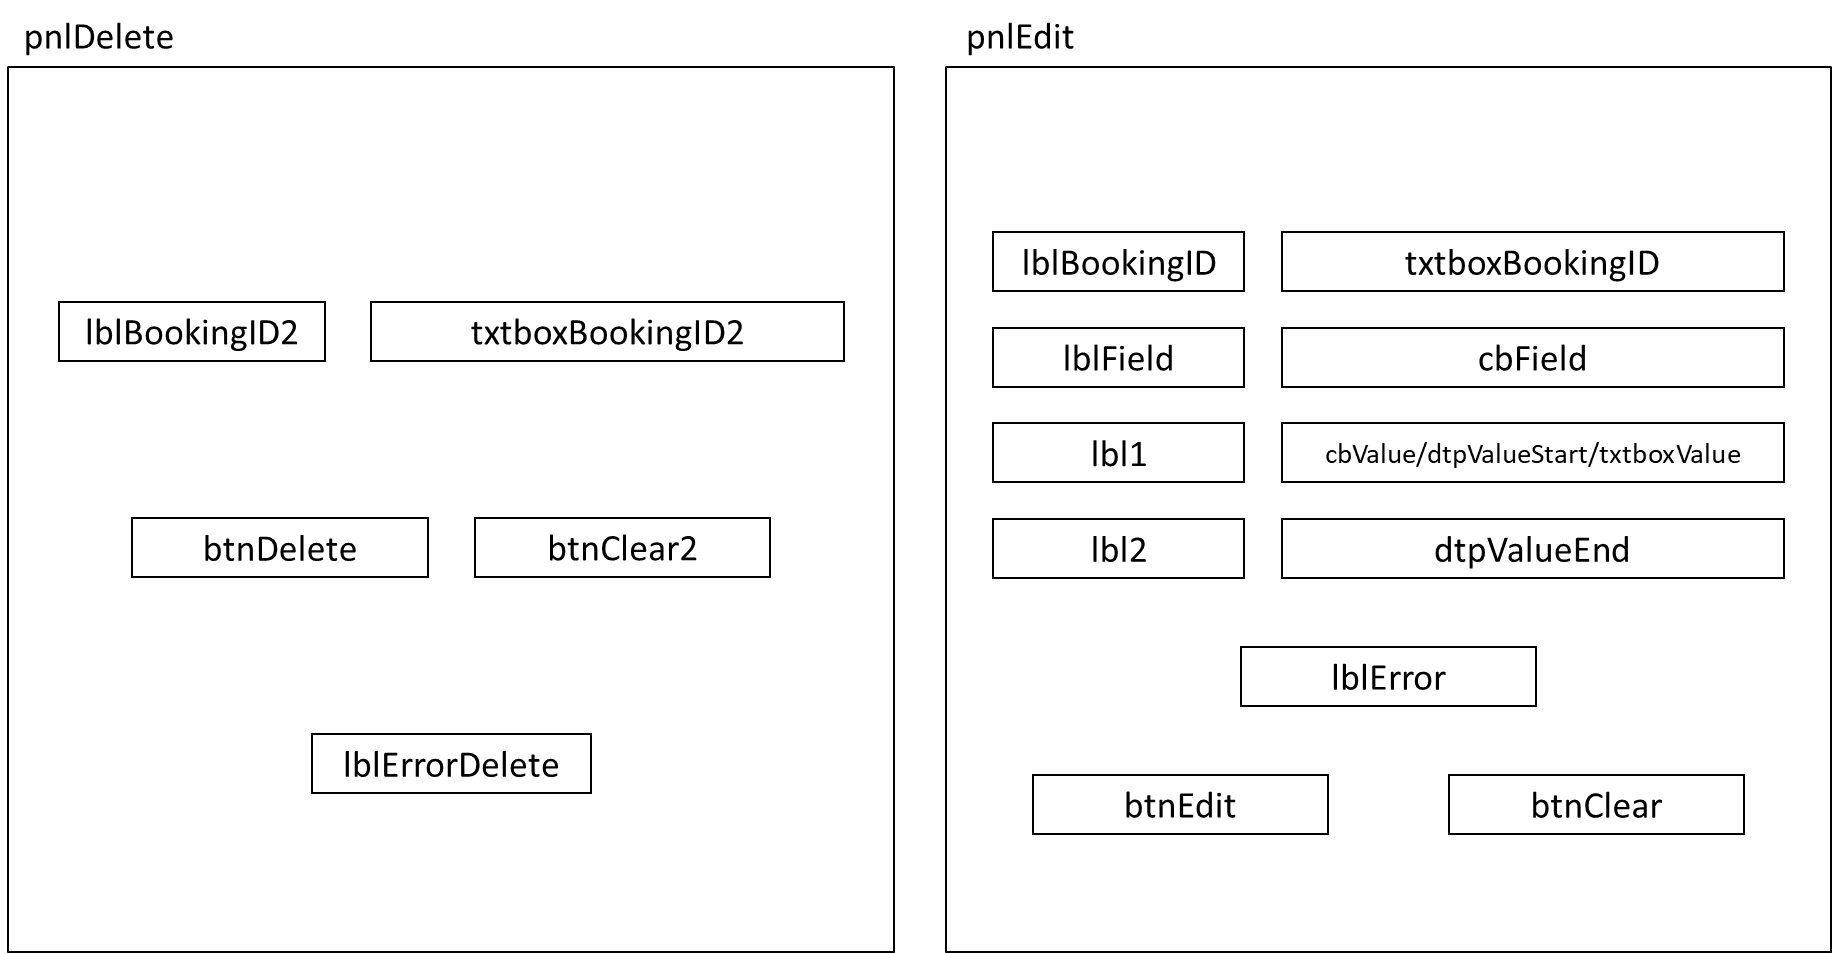 pnlDelete
lblBookingID2
txtboxBookingID2
btnDelete
btnClear2
lblErrorDelete
pnlEdit
lblBookingID
txtboxBookingID
lblField
cbField
lbl1
cbValue/dtpValueStart/txtboxValue
lbl2
dtpValueEnd
lblError
btnEdit
btnClear